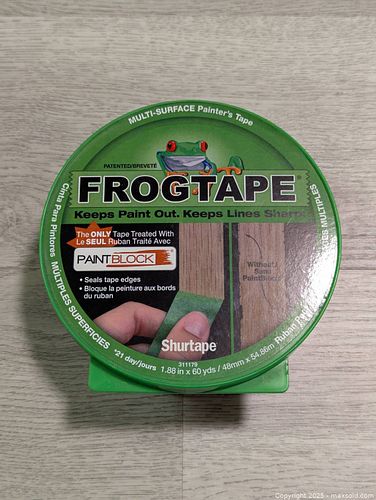 MULTI-SURFACE Painter's Tape
PATENTED/BREVETÉ
FROGTAPE®
Keeps Paint Out. Keeps Lines Sharp.
The ONLY Tape Treated With
Le SEUL Ruban Traité Avec
PAINTBLOCK
• Seals tape edges
• Bloque la peinture aux bords
du ruban
Without/
Sans
PaintBlock
Cinta Para Pintores MÚLTIPLES SUPERFICIES
MULTIPLES
Ruban
Shurtape
311179
*21 day/jours 1.88 in x 60 yds / 48mm x 54.86m
Copyright 2025 - maxsold.com